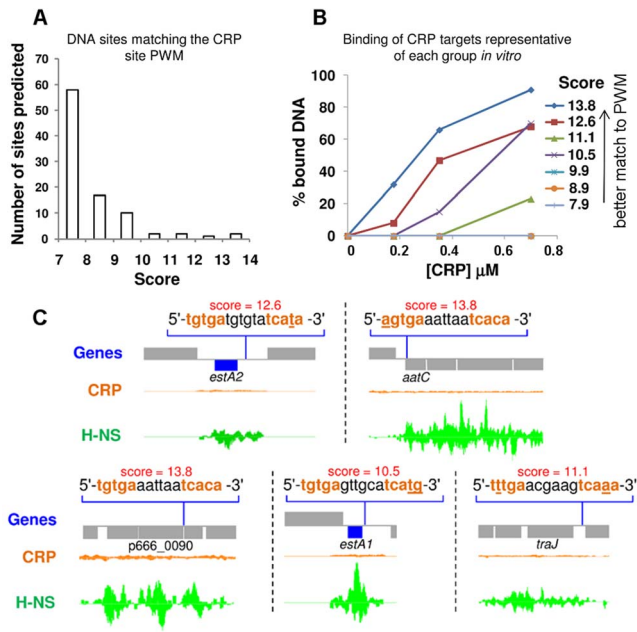 A
DNA sites matching the CRP
site PWM
Number of sites predicted
70
60
50
40
30
20
10
0
7 8 9 10 11 12 13 14
Score
B
Binding of CRP targets representative
of each group in vitro
% bound DNA
100
80
60
40
20
0
0.0 0.2 0.4 0.6 0.8
[CRP] µM
Score
13.8
12.6
11.1
10.5
9.9
8.9
7.9
better match to PWM
C
score = 12.6
5'-tgtgatgtgtatcata -3'
Genes
estA2
CRP
H-NS
score = 13.8
5'-agtgaaattaatcaca -3'
aatC
score = 13.8
5'-tgtgaaattaatcaca -3'
Genes
p666_0090
CRP
H-NS
score = 10.5
5'-tgtgagttgcatcatg -3'
estA1
score = 11.1
5'-tttgaacgaagtcaaa -3'
traJ